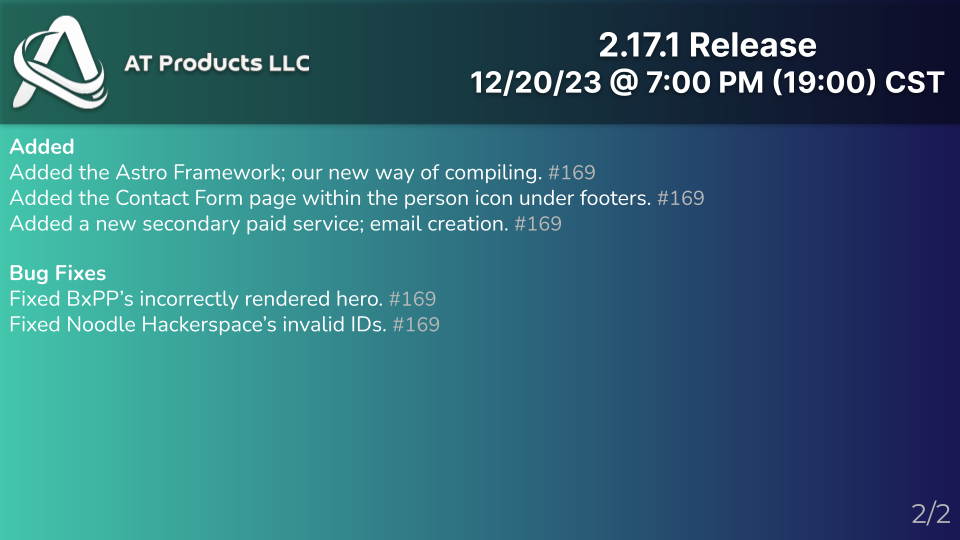 AT Products LLC
2.17.1 Release
12/20/23 @ 7:00 PM (19:00) CST
Added
Added the Astro Framework; our new way of compiling. #169
Added the Contact Form page within the person icon under footers. #169
Added a new secondary paid service; email creation. #169
Bug Fixes
Fixed BxPP’s incorrectly rendered hero. #169
Fixed Noodle Hackerspace’s invalid IDs. #169
2/2